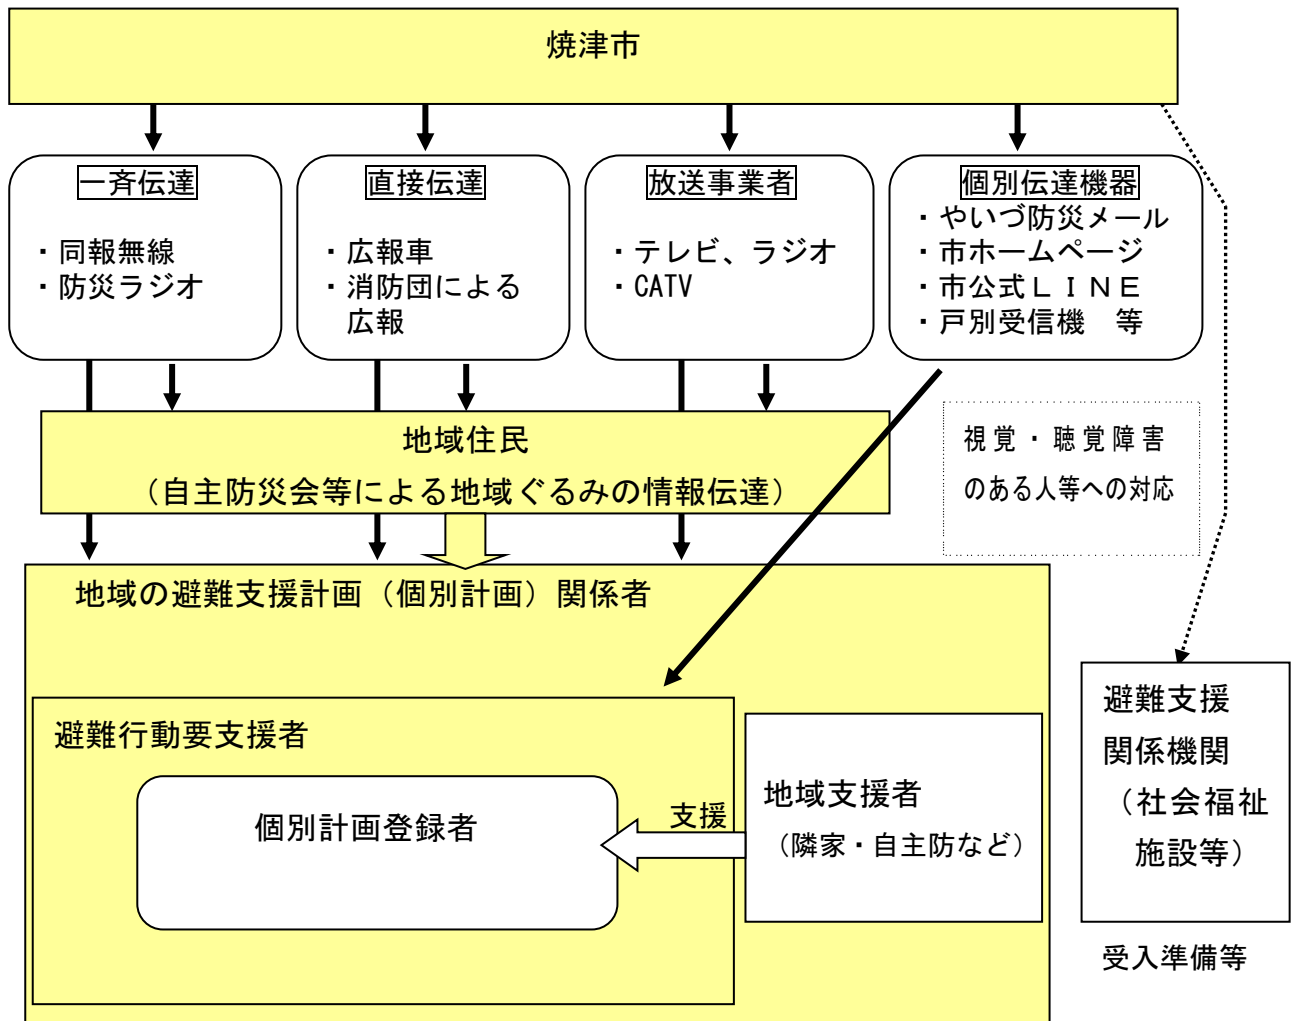 焼津市
一斉伝達
・同報無線
・防災ラジオ
直接伝達
・広報車
・消防団による
広報
放送事業者
・テレビ、ラジオ
・CATV
個別伝達機器
・やいづ防災メール
・市ホームページ
・市公式ＬＩＮＥ
・戸別受信機　等
地域住民
（自主防災会等による地域ぐるみの情報伝達）
視覚・聴覚障害
のある人等への対応
地域の避難支援計画（個別計画）関係者
避難行動要支援者
個別計画登録者
支援
地域支援者
（隣家・自主防など）
避難支援
関係機関
（社会福祉
施設等）
受入準備等